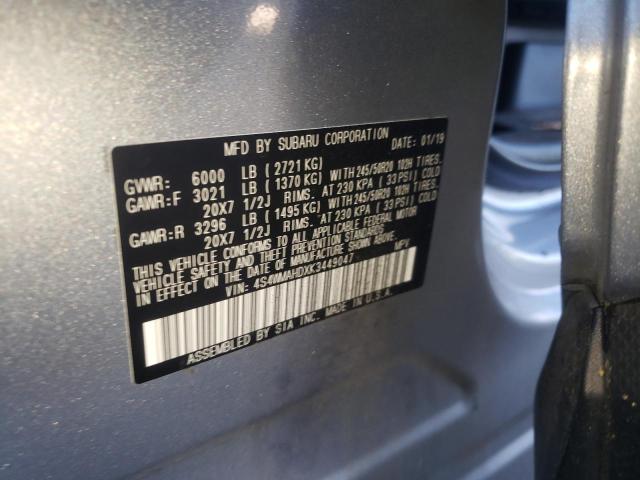 MFD BY SUBARU CORPORATION DATE: 01/19
GVWR: 6000 LB ( 2721 KG)
GAWR:F 3021 LB ( 1370 KG) WITH 245/50R20 102H TIRES.
20X7 1/2J RIMS. AT 230 KPA ( 33 PSI) COLD
GAWR:R 3296 LB ( 1495 KG) WITH 245/50R20 102H TIRES.
20X7 1/2J RIMS. AT 230 KPA ( 33 PSI) COLD
THIS VEHICLE CONFORMS TO ALL APPLICABLE FEDERAL MOTOR
VEHICLE SAFETY AND THEFT PREVENTION STANDARDS
IN EFFECT ON THE DATE OF MANUFACTURE SHOWN ABOVE.
VIN: 4S4WMAHDXK3449047 MPV
ASSEMBLED BY SIA INC. MADE IN U.S.A.